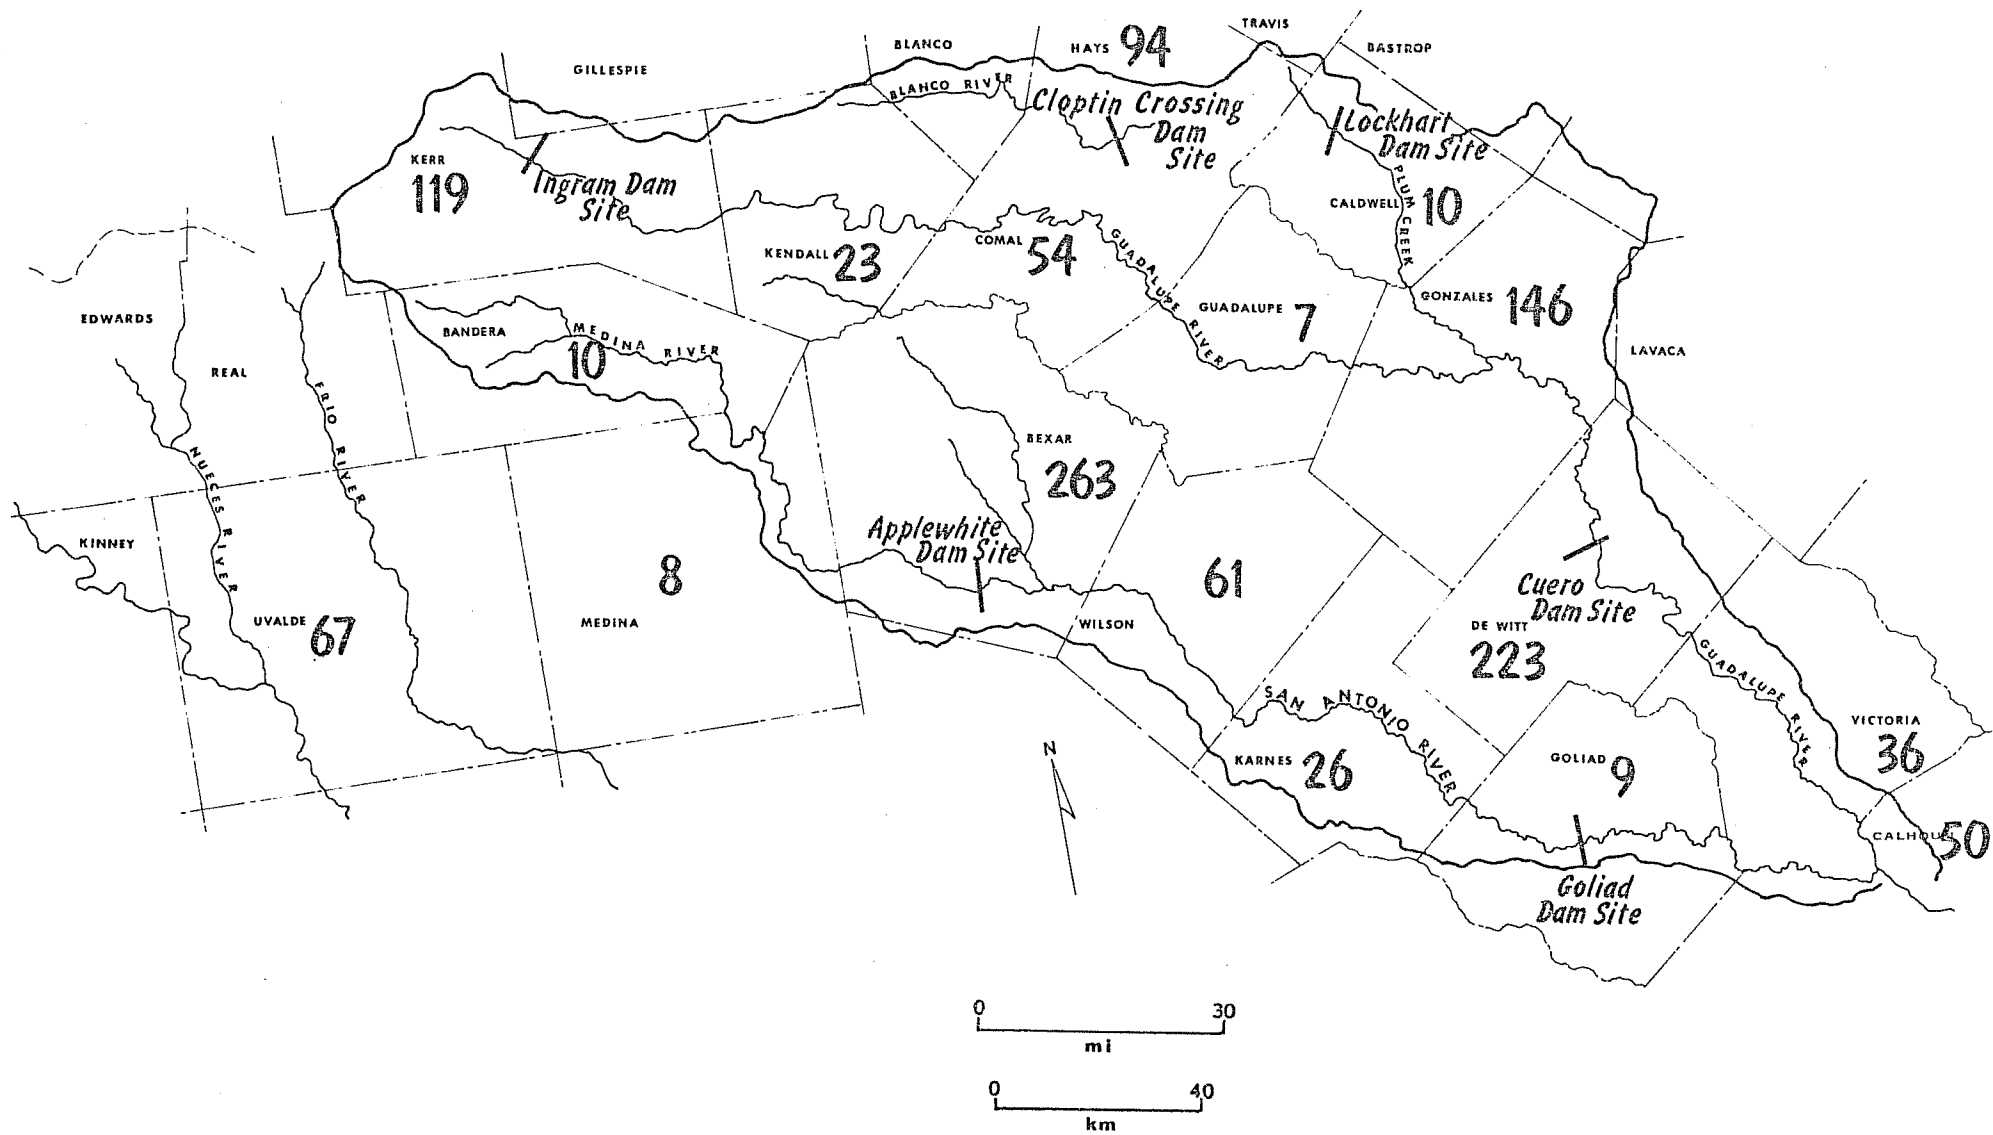 TRAVIS
BLANCO
HAYS 94
BASTROP
GILLESPIE
BLANCO RIVER
Cloptin Crossing
Dam
Site
Lockhart
Dam Site
KERR
119
Ingram Dam
Site
PLUM CREEK
CALDWELL 10
KENDALL 23
COMAL 54
GUADALUPE RIVER
GUADALUPE 7
GONZALES 146
EDWARDS
BANDERA
10
MEDINA RIVER
LAVACA
REAL
FRIO RIVER
BEXAR
263
NUECES RIVER
Applewhite
Dam Site
KINNEY
8
61
Cuero
Dam Site
UVALDE 67
MEDINA
WILSON
DE WITT
223
GUADALUPE RIVER
SAN ANTONIO RIVER
VICTORIA
36
N
KARNES 26
GOLIAD 9
CALHOUN 50
Goliad
Dam Site
0 30
mi
0 40
km